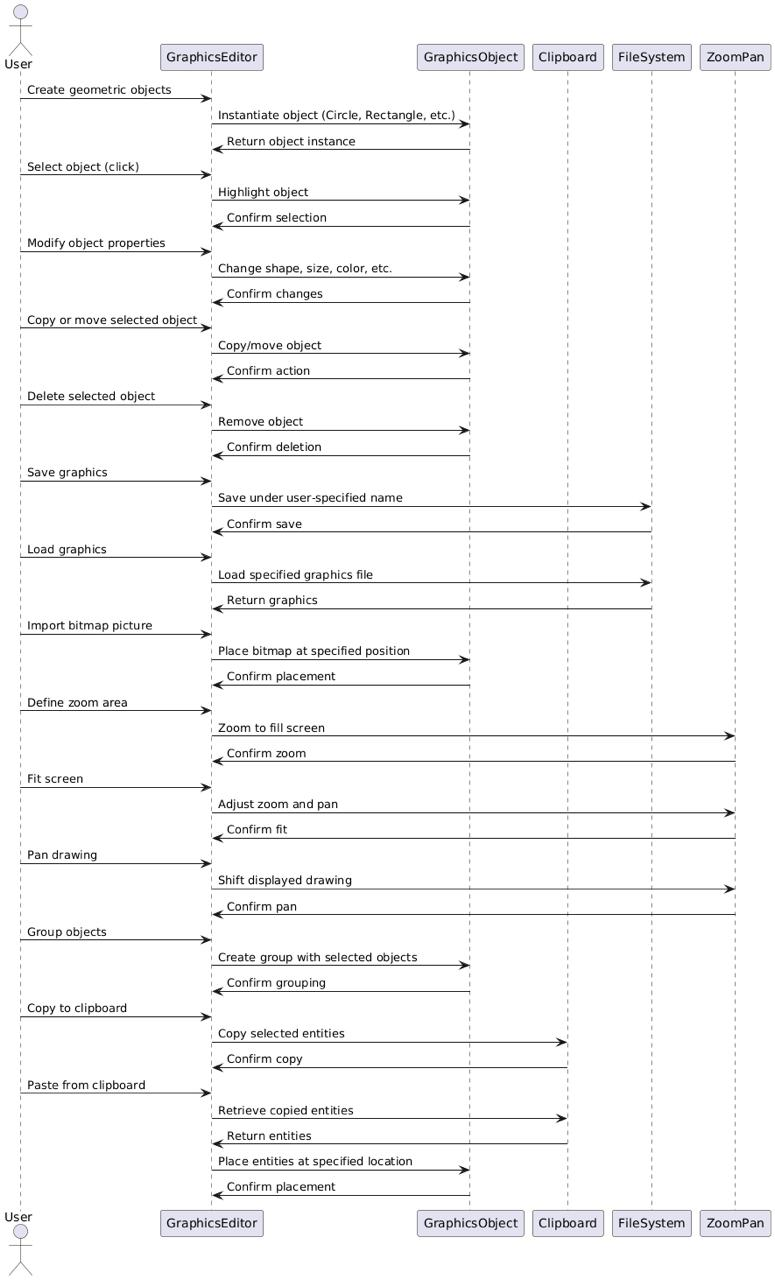 User
GraphicsEditor
GraphicsObject
Clipboard
FileSystem
ZoomPan
Create geometric objects
Instantiate object (Circle, Rectangle, etc.)
Return object instance
Select object (click)
Highlight object
Confirm selection
Modify object properties
Change shape, size, color, etc.
Confirm changes
Copy or move selected object
Copy/move object
Confirm action
Delete selected object
Remove object
Confirm deletion
Save graphics
Save under user-specified name
Confirm save
Load graphics
Load specified graphics file
Return graphics
Import bitmap picture
Place bitmap at specified position
Confirm placement
Define zoom area
Zoom to fill screen
Confirm zoom
Fit screen
Adjust zoom and pan
Confirm fit
Pan drawing
Shift displayed drawing
Confirm pan
Group objects
Create group with selected objects
Confirm grouping
Copy to clipboard
Copy selected entities
Confirm copy
Paste from clipboard
Retrieve copied entities
Return entities
Place entities at specified location
Confirm placement
User
GraphicsEditor
GraphicsObject
Clipboard
FileSystem
ZoomPan